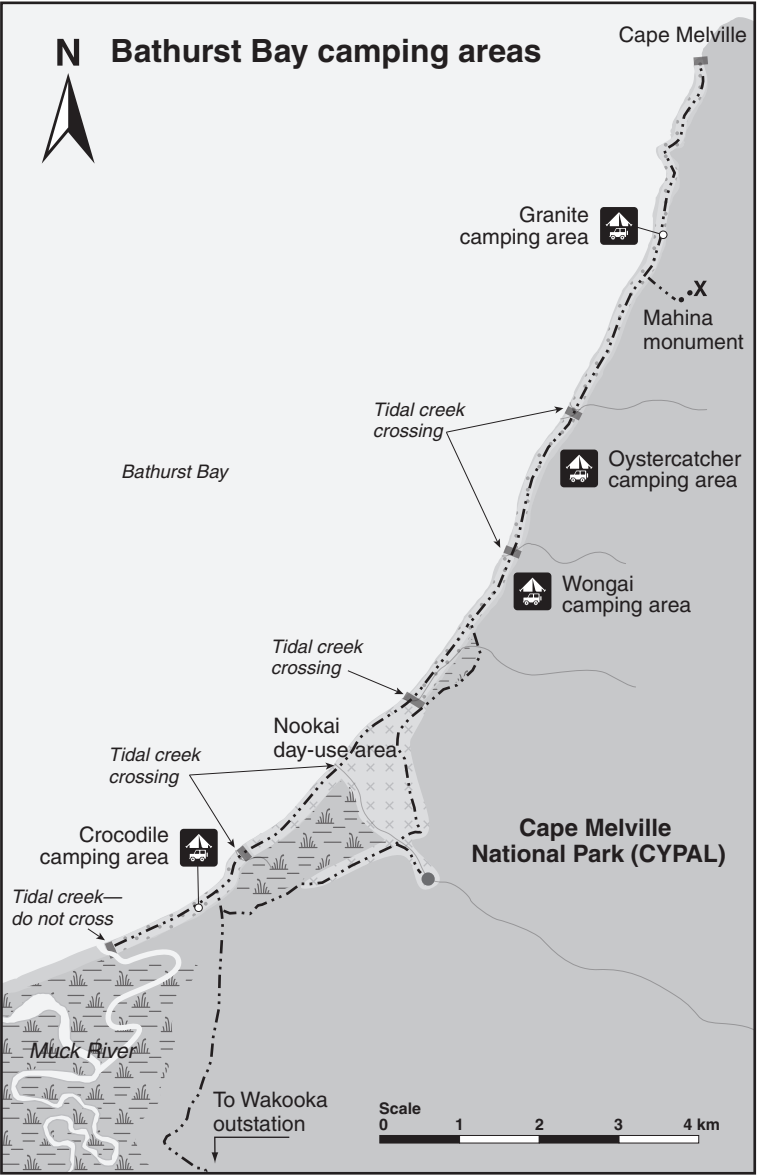 N
Bathurst Bay camping areas
Cape Melville
Granite
camping area
X
Mahina
monument
Tidal creek
crossing
Bathurst Bay
Oystercatcher
camping area
Wongai
camping area
Tidal creek
crossing
Nookai
day-use area
Tidal creek
crossing
Crocodile
camping area
Cape Melville
National Park (CYPAL)
Tidal creek—
do not cross
Muck River
To Wakooka
outstation
Scale
0 1 2 3 4 km